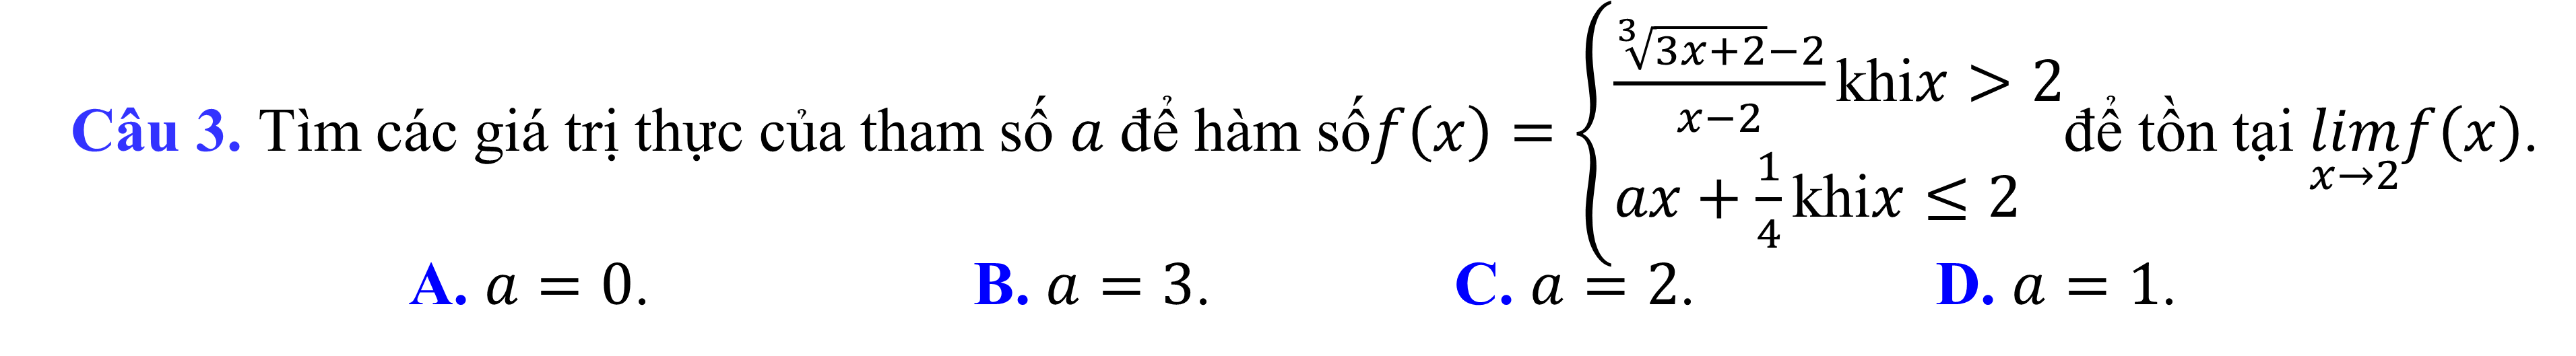 Câu 3. Tìm các giá trị thực của tham số a để hàm số f(x) = { (∛(3x+2)−2)/(x−2) khi x > 2; ax + 1/4 khi x ≤ 2 để tồn tại lim_{x→2} f(x).
A. a = 0. B. a = 3. C. a = 2. D. a = 1.